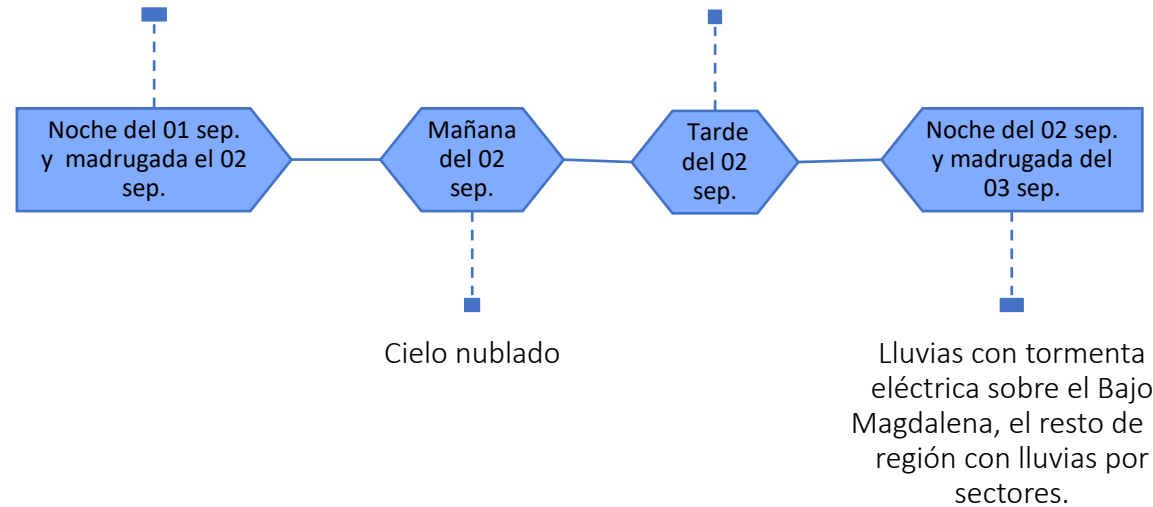 Noche del 01 sep.
y madrugada el 02
sep.
Mañana
del 02
sep.
Tarde
del 02
sep.
Noche del 02 sep.
y madrugada del
03 sep.
Cielo nublado
Lluvias con tormenta
eléctrica sobre el Bajo
Magdalena, el resto de
región con lluvias por
sectores.